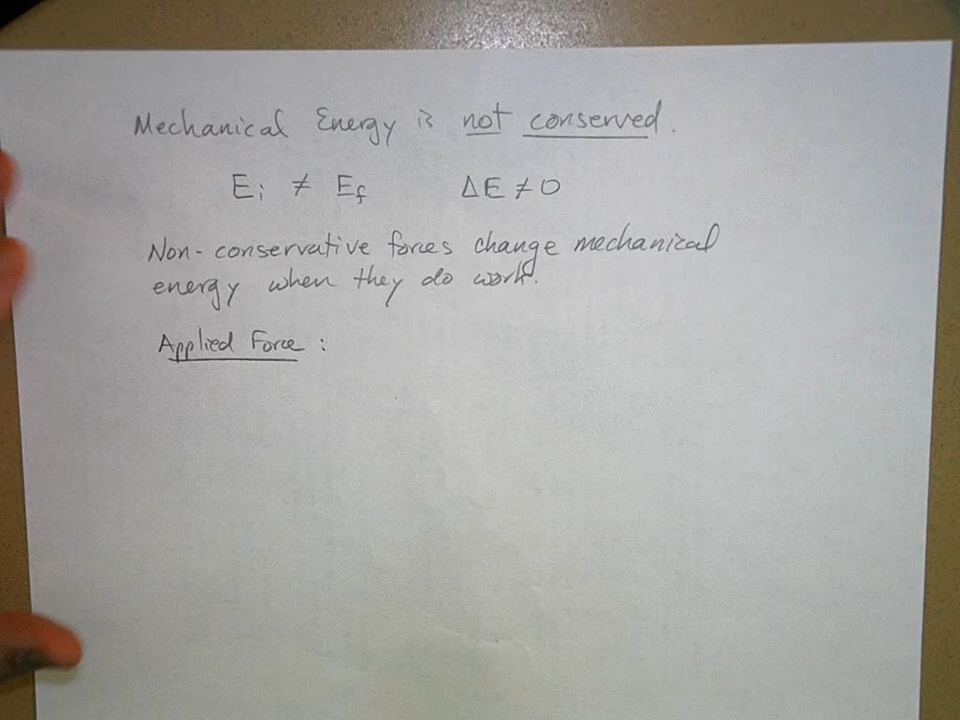 Mechanical Energy is not conserved.
Ei ≠ Ef ΔE ≠ 0
Non-conservative forces change mechanical
energy when they do work.
Applied Force :